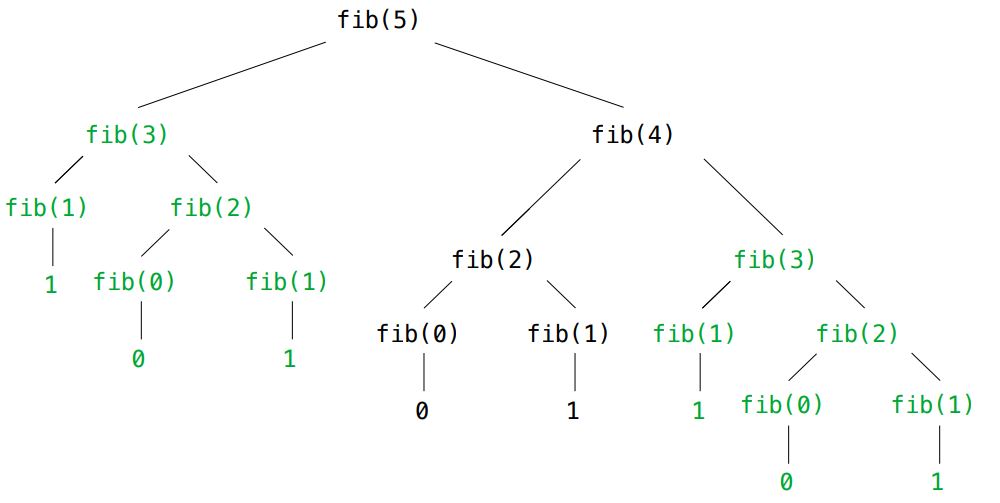 fib(5)
fib(3) fib(4)
fib(1) fib(2)
fib(2) fib(3)
1 fib(0) fib(1)
fib(0) fib(1) fib(1) fib(2)
0 1
0 1 1 fib(0) fib(1)
0 1